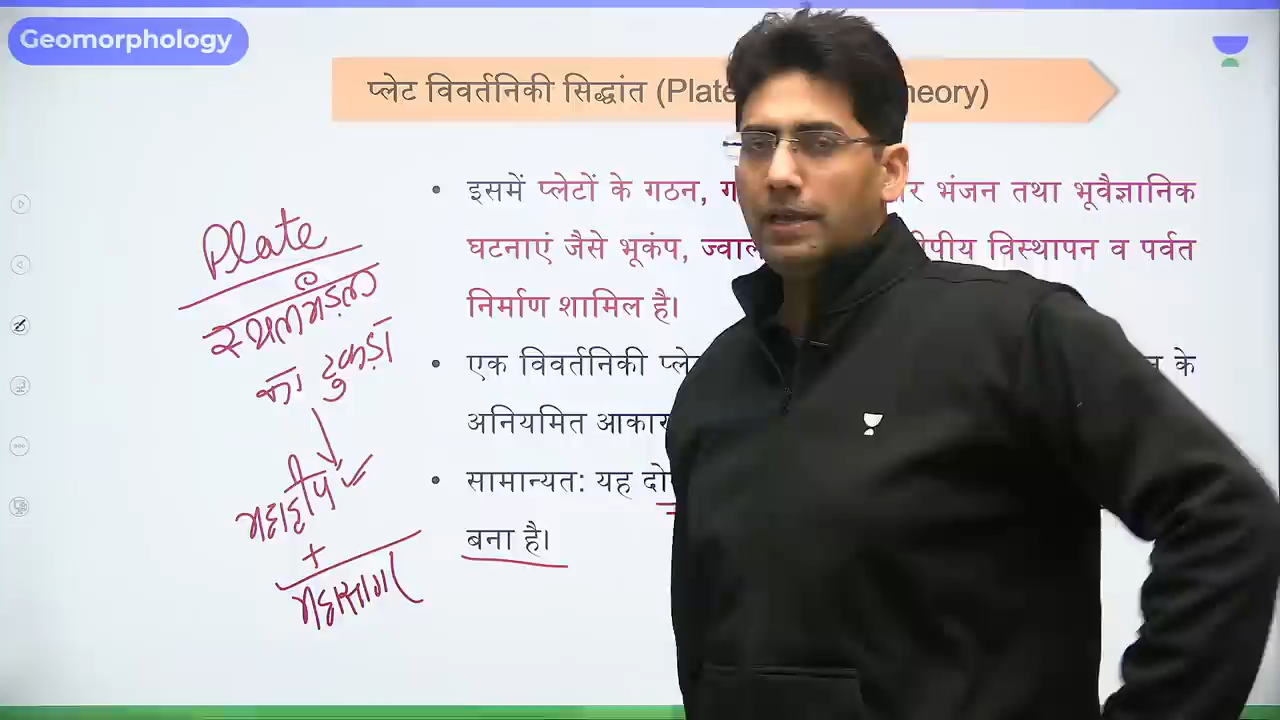 Geomorphology
प्लेट विवर्तनिकी सिद्धांत (Plate heory)
Plate
स्थलमंडल
का टुकड़ा
महाद्वीप
+
महासागर
• इसमें प्लेटों के गठन, भंजन तथा भूवैज्ञानिक
घटनाएं जैसे भूकंप, विस्थापन व पर्वत
निर्माण शामिल है।
• एक विवर्तनिकी के
अनियमित
• सामान्यत: यह
बना है।